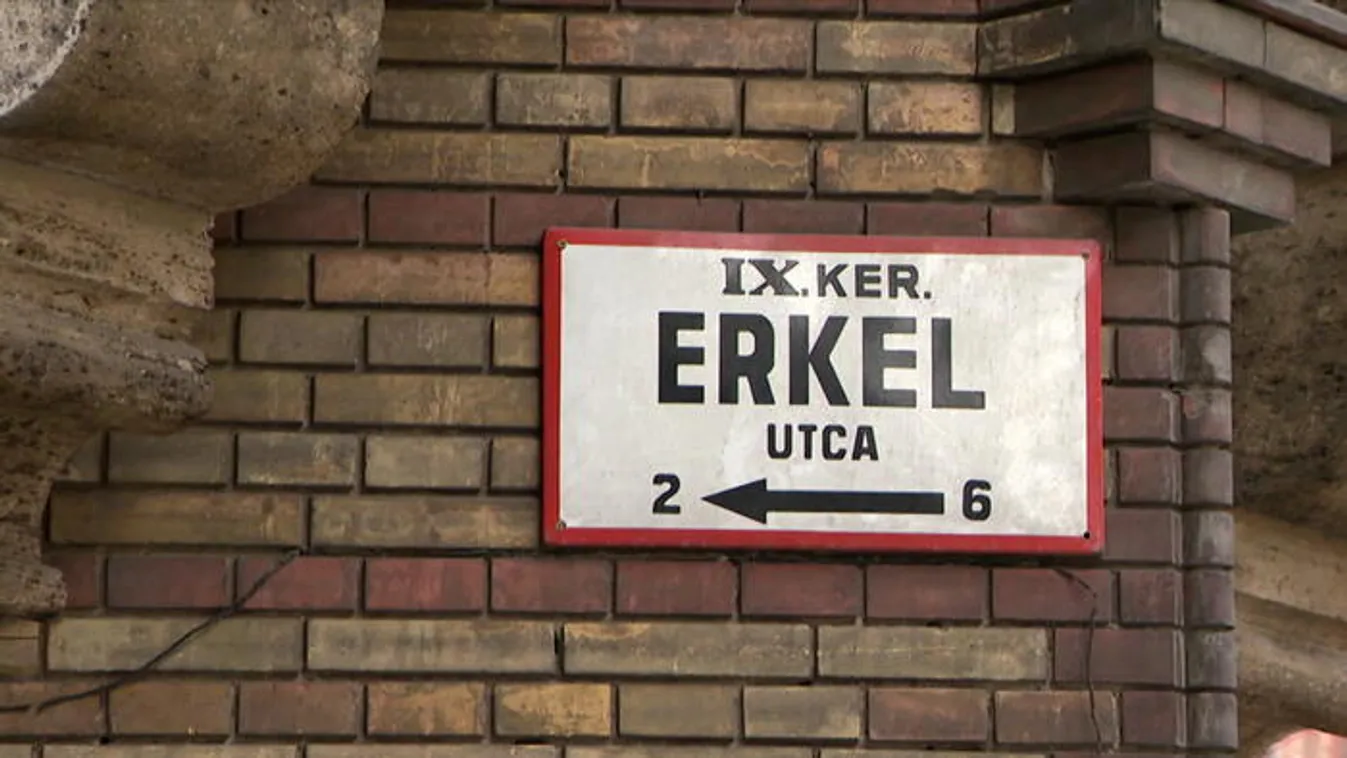 IX. KER.
ERKEL
UTCA
2 ← 6